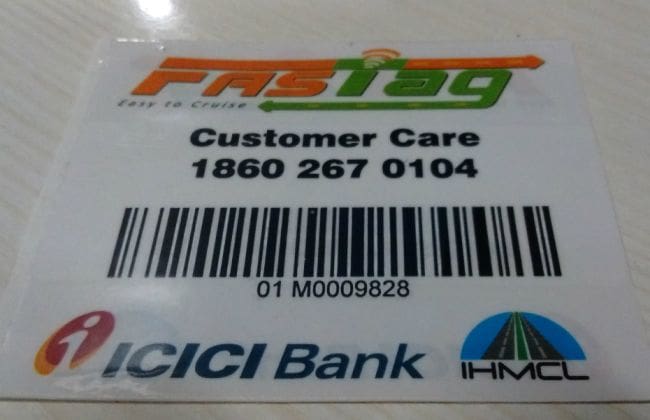 FASTag
Easy to Cruise
Customer Care
1860 267 0104
01 M0009828
ICICI Bank
IHMCL